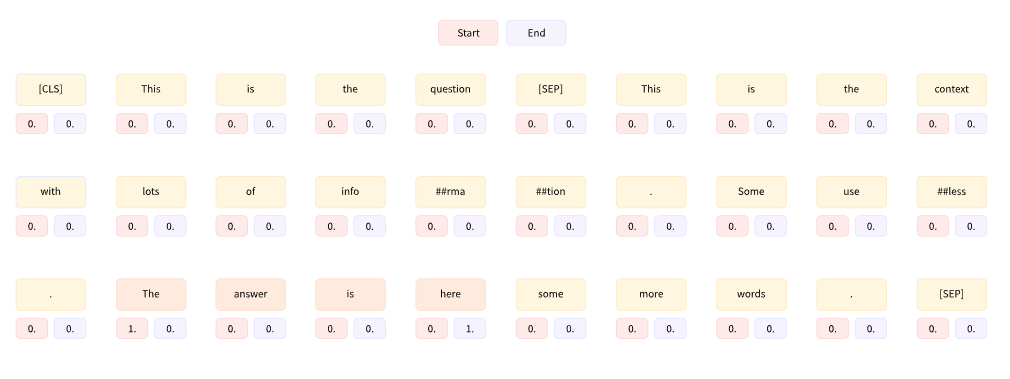 Start End
[CLS] This is the question [SEP] This is the context
0. 0. 0. 0. 0. 0. 0. 0. 0. 0. 0. 0. 0. 0. 0. 0. 0. 0. 0. 0.
with lots of info ##rma ##tion . Some use ##less
0. 0. 0. 0. 0. 0. 0. 0. 0. 0. 0. 0. 0. 0. 0. 0. 0. 0. 0. 0.
. The answer is here some more words . [SEP]
0. 0. 1. 0. 0. 0. 0. 0. 0. 1. 0. 0. 0. 0. 0. 0. 0. 0. 0. 0.